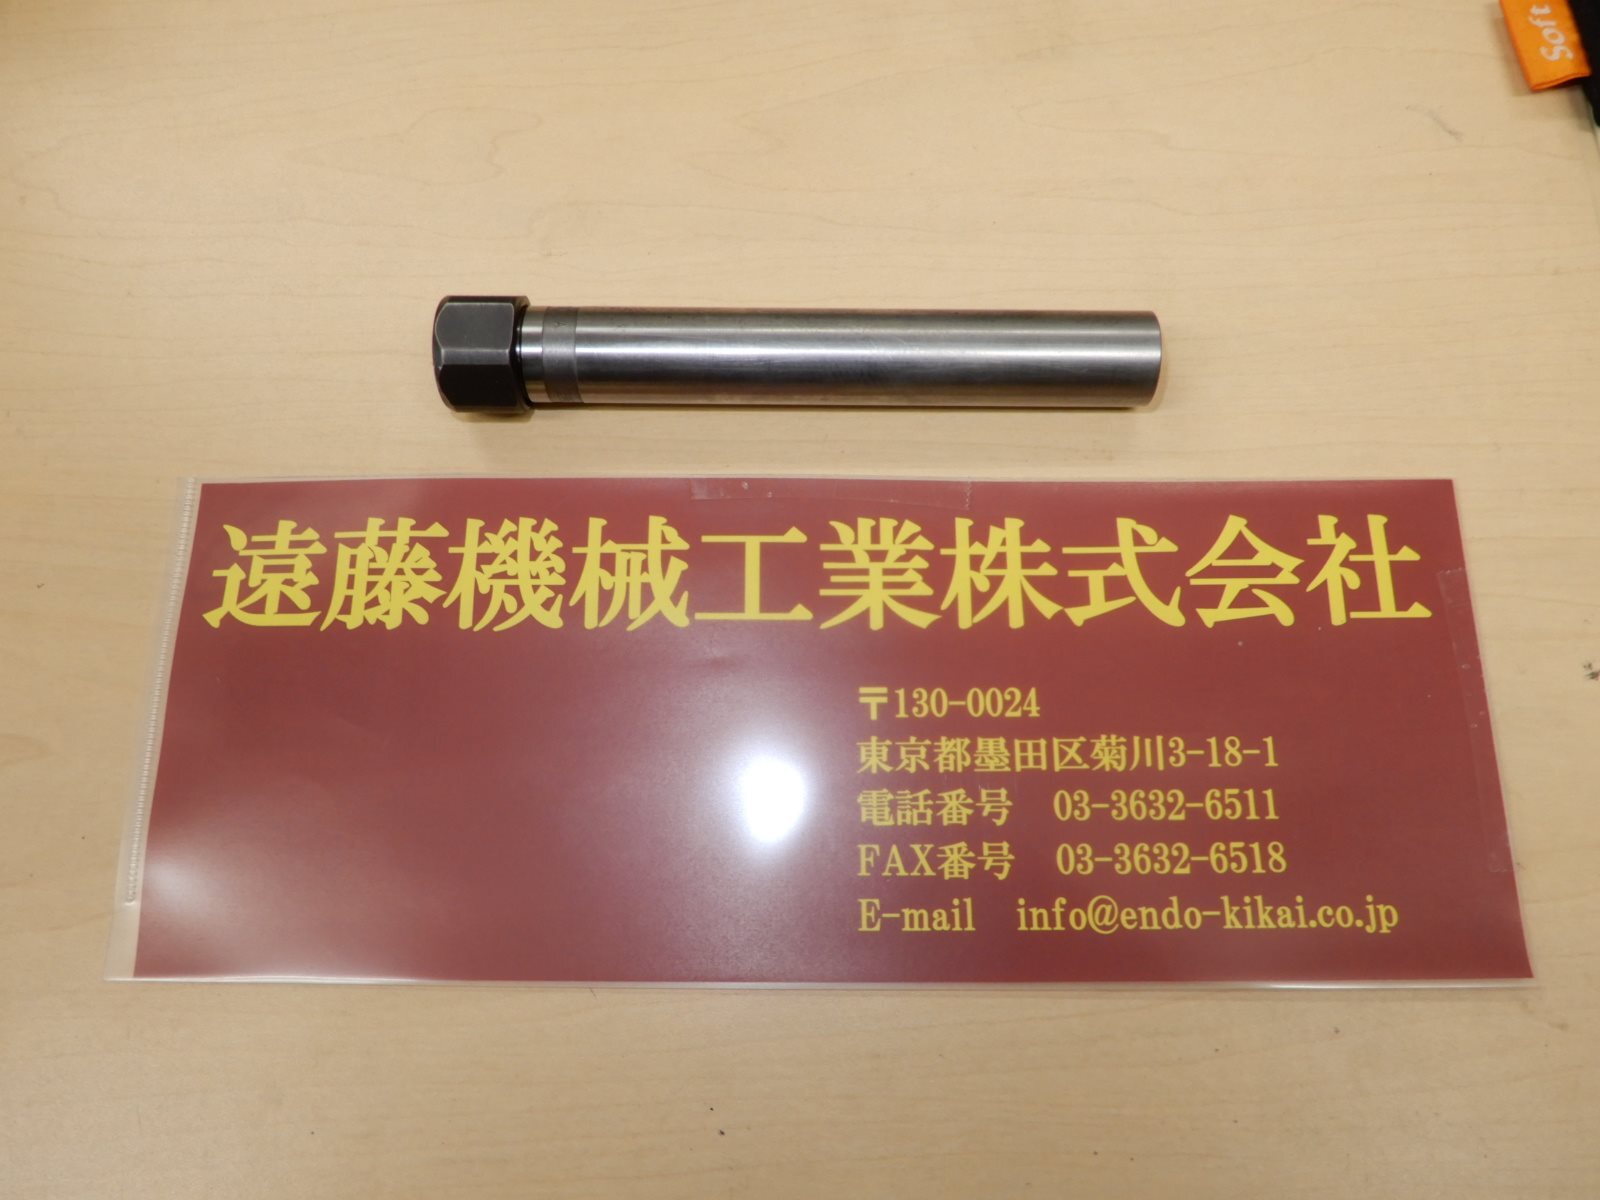 Soft
遠藤機械工業株式会社
〒130-0024
東京都墨田区菊川3-18-1
電話番号 03-3632-6511
FAX番号 03-3632-6518
E-mail info@endo-kikai.co.jp